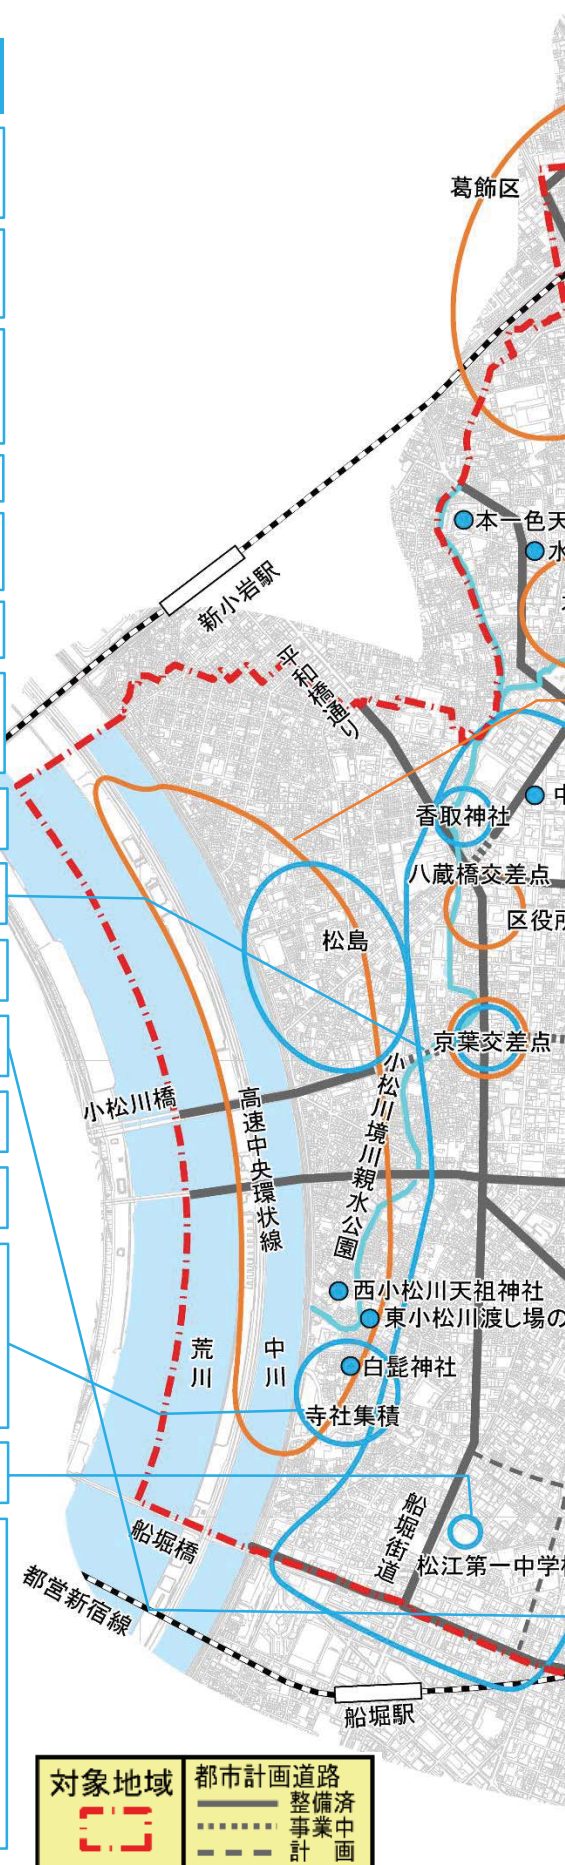 葛飾区
本一色天
水
新小岩駅
平和橋通り
香取神社
中
八蔵橋交差点
区役所
松島
京葉交差点
小松川橋
高速中央環状線
小松川境川親水公園
西小松川天祖神社
東小松川渡し場の
荒川
中川
白髭神社
寺社集積
船堀橋
船堀街道
松江第一中学校
都営新宿線
船堀駅
対象地域
都市計画道路
整備済
事業中
計画